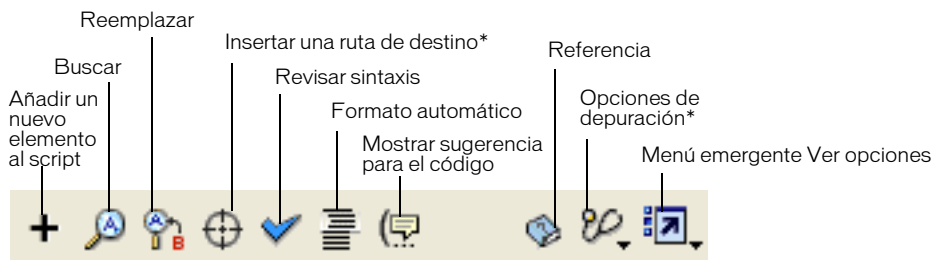 Reemplazar
Insertar una ruta de destino*
Referencia
Buscar
Revisar sintaxis
Añadir un
nuevo
elemento
al script
Formato automático
Opciones de
depuración*
Mostrar sugerencia
para el código
Menú emergente Ver opciones
A
A
B